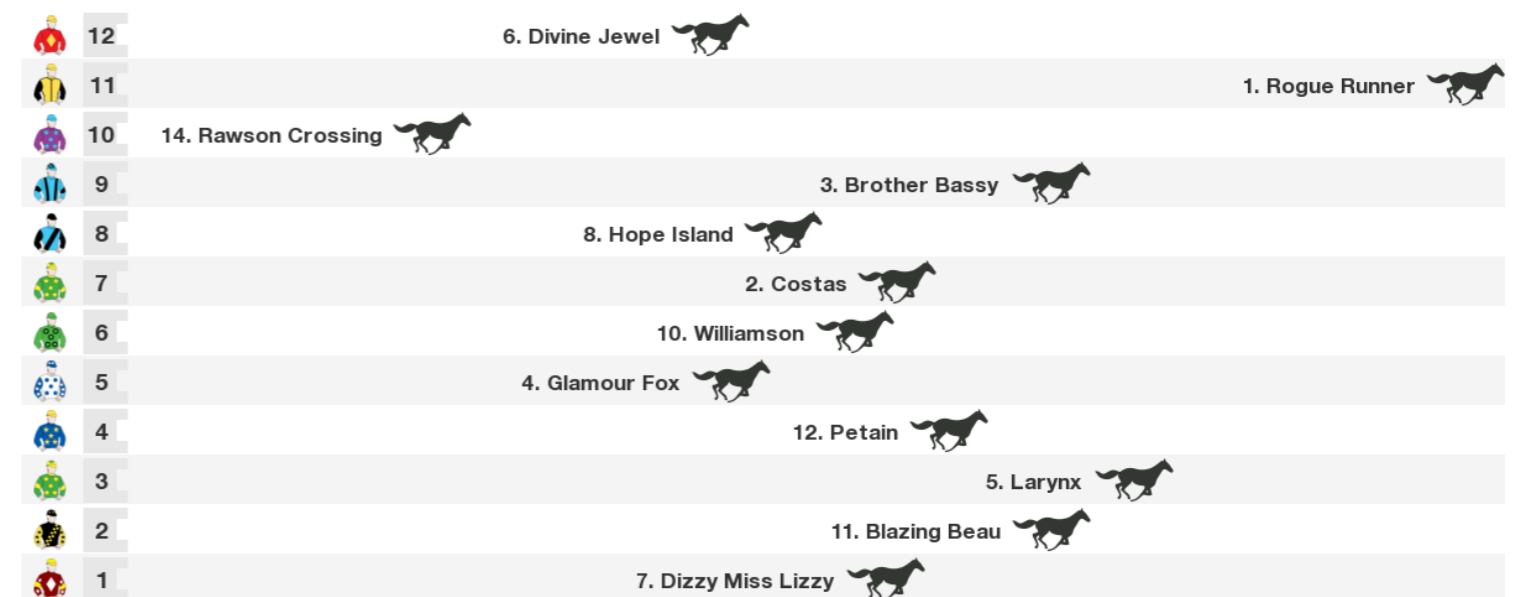 12 6. Divine Jewel
11 1. Rogue Runner
10 14. Rawson Crossing
9 3. Brother Bassy
8 8. Hope Island
7 2. Costas
6 10. Williamson
5 4. Glamour Fox
4 12. Petain
3 5. Larynx
2 11. Blazing Beau
1 7. Dizzy Miss Lizzy